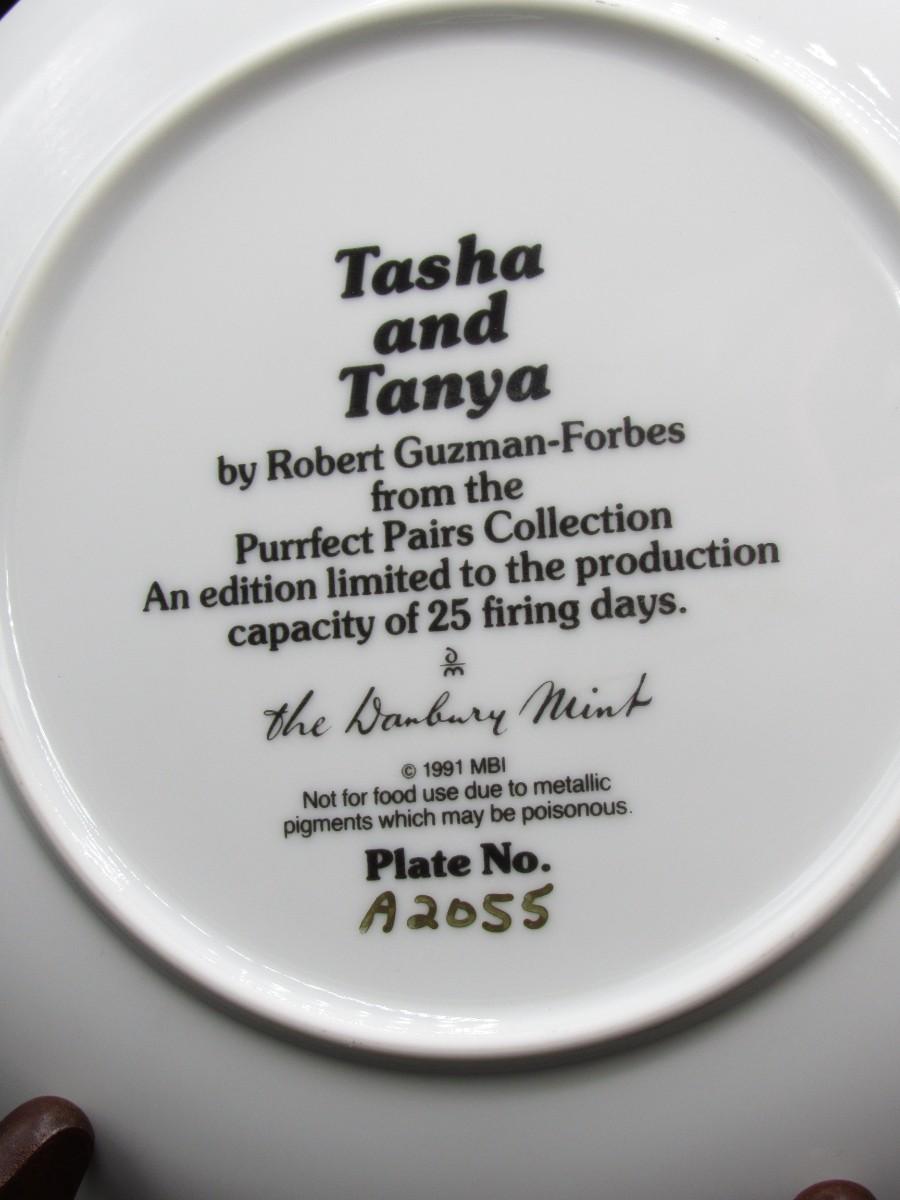 Tasha
and
Tanya
by Robert Guzman-Forbes
from the
Purrfect Pairs Collection
An edition limited to the production
capacity of 25 firing days.
dm
the Danbury Mint
© 1991 MBI
Not for food use due to metallic
pigments which may be poisonous.
Plate No.
A2055